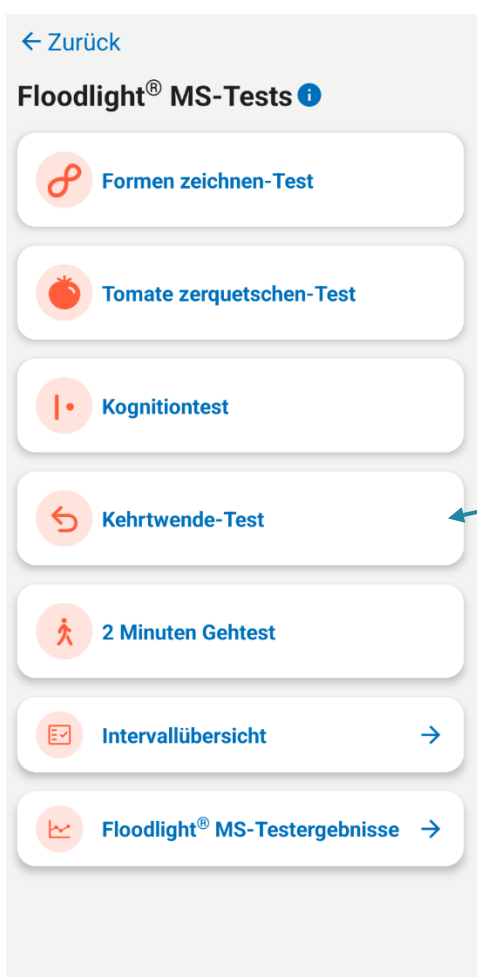 Zurück
Floodlight® MS-Tests
Formen zeichnen-Test
Tomate zerquetschen-Test
Kognitiontest
Kehrtwende-Test
2 Minuten Gehtest
Intervallübersicht
Floodlight® MS-Testergebnisse